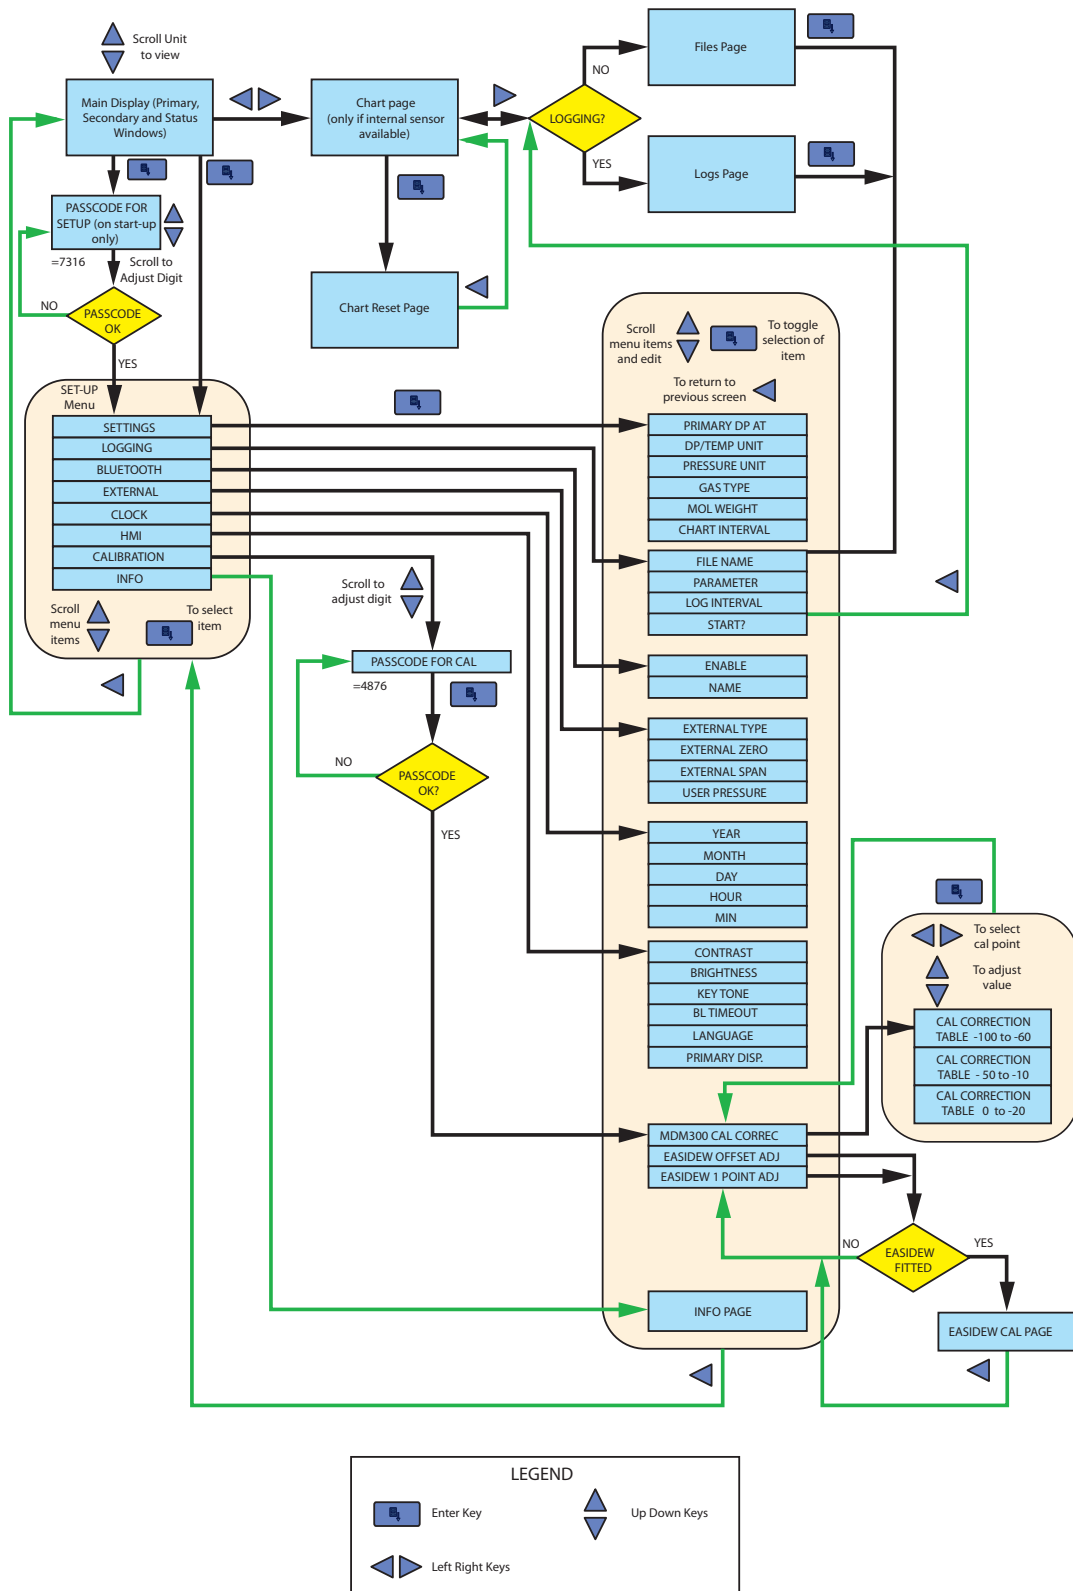 Scroll Unit
to view
Main Display (Primary,
Secondary and Status
Windows)
Chart page
(only if internal sensor
available)
LOGGING?
NO
YES
Files Page
Logs Page
PASSCODE FOR
SETUP (on start-up
only)
=7316
Scroll to
Adjust Digit
NO
PASSCODE
OK
YES
Chart Reset Page
SET-UP
Menu
SETTINGS
LOGGING
BLUETOOTH
EXTERNAL
CLOCK
HMI
CALIBRATION
INFO
Scroll
menu
items
To select
item
Scroll to
adjust digit
PASSCODE FOR CAL
=4876
NO
PASSCODE
OK?
YES
Scroll
menu items
and edit
To toggle
selection of
item
To return to
previous screen
PRIMARY DP AT
DP/TEMP UNIT
PRESSURE UNIT
GAS TYPE
MOL WEIGHT
CHART INTERVAL
FILE NAME
PARAMETER
LOG INTERVAL
START?
ENABLE
NAME
EXTERNAL TYPE
EXTERNAL ZERO
EXTERNAL SPAN
USER PRESSURE
YEAR
MONTH
DAY
HOUR
MIN
CONTRAST
BRIGHTNESS
KEY TONE
BL TIMEOUT
LANGUAGE
PRIMARY DISP.
MDM300 CAL CORREC
EASIDEW OFFSET ADJ
EASIDEW 1 POINT ADJ
INFO PAGE
To select
cal point
To adjust
value
CAL CORRECTION
TABLE -100 to -60
CAL CORRECTION
TABLE - 50 to -10
CAL CORRECTION
TABLE 0 to -20
NO
EASIDEW
FITTED
YES
EASIDEW CAL PAGE
LEGEND
Enter Key
Up Down Keys
Left Right Keys